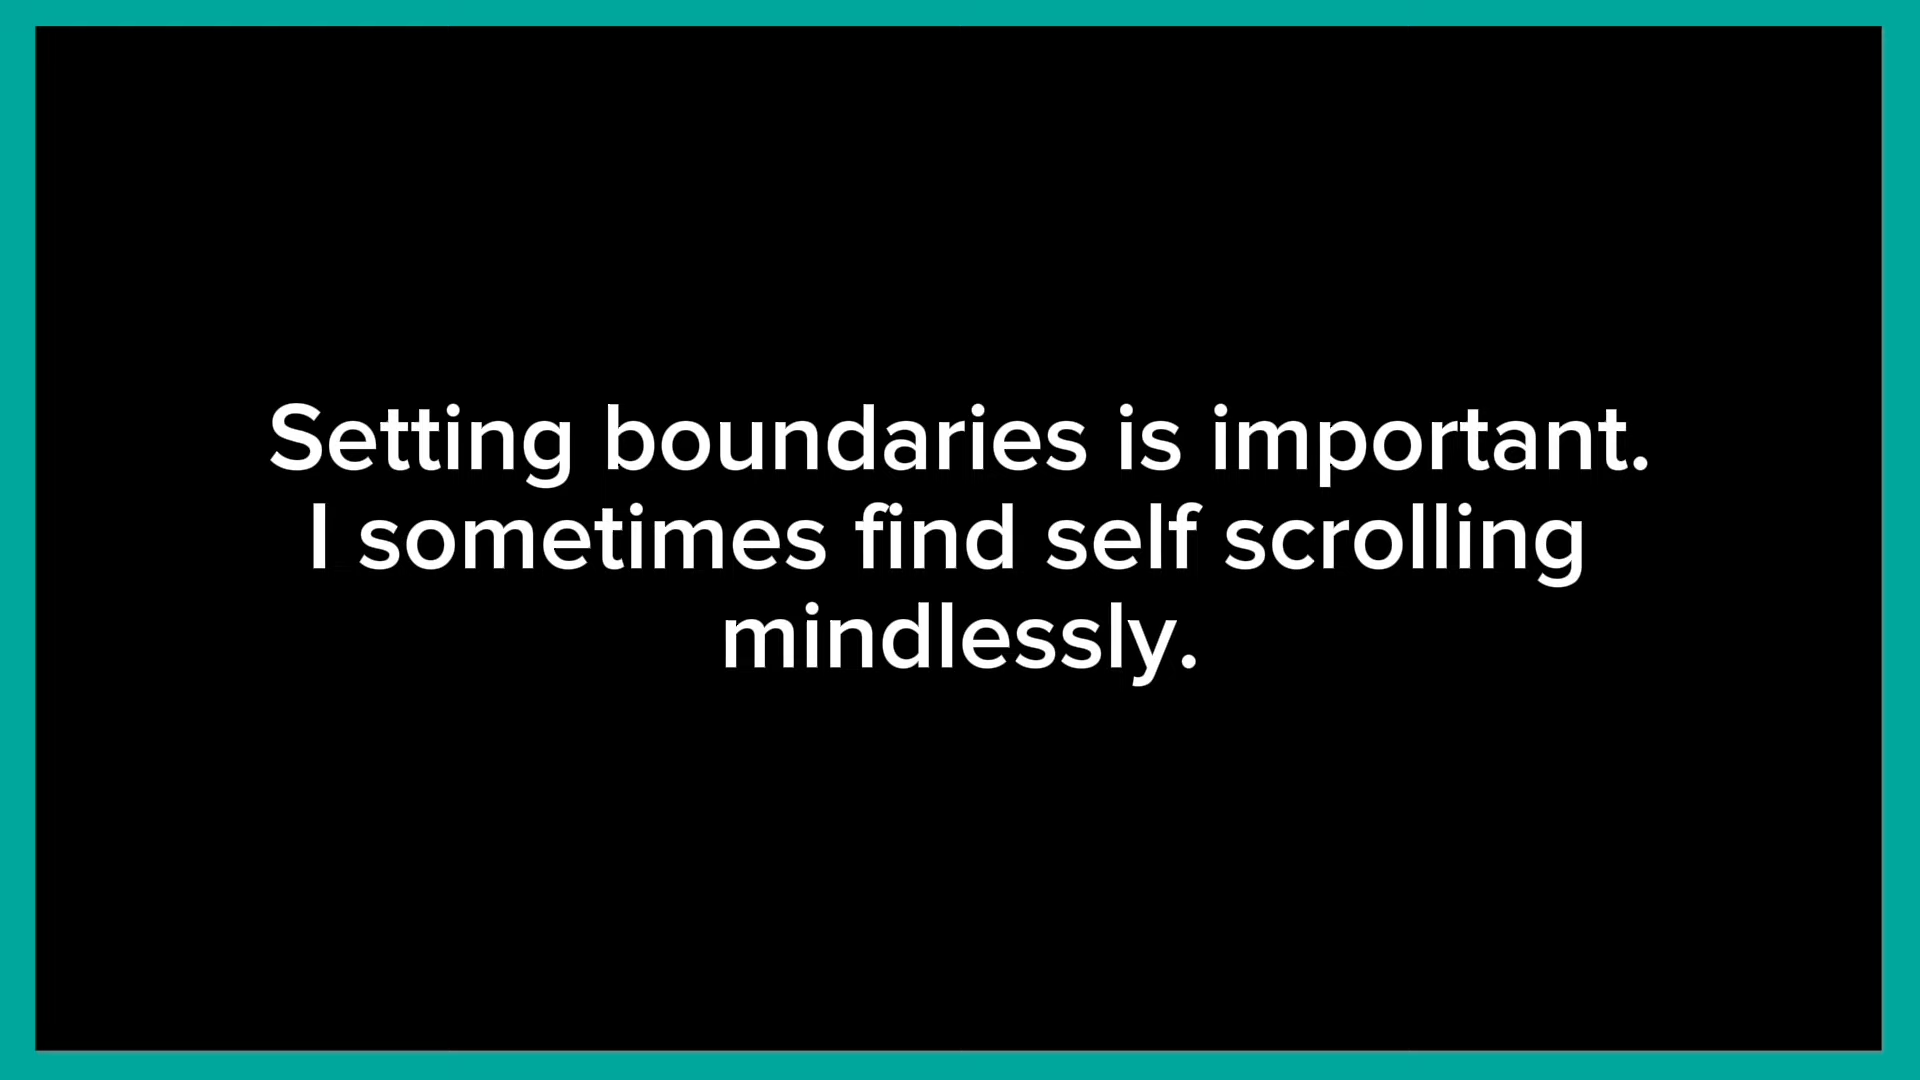 Setting boundaries is important.
I sometimes find self scrolling
mindlessly.